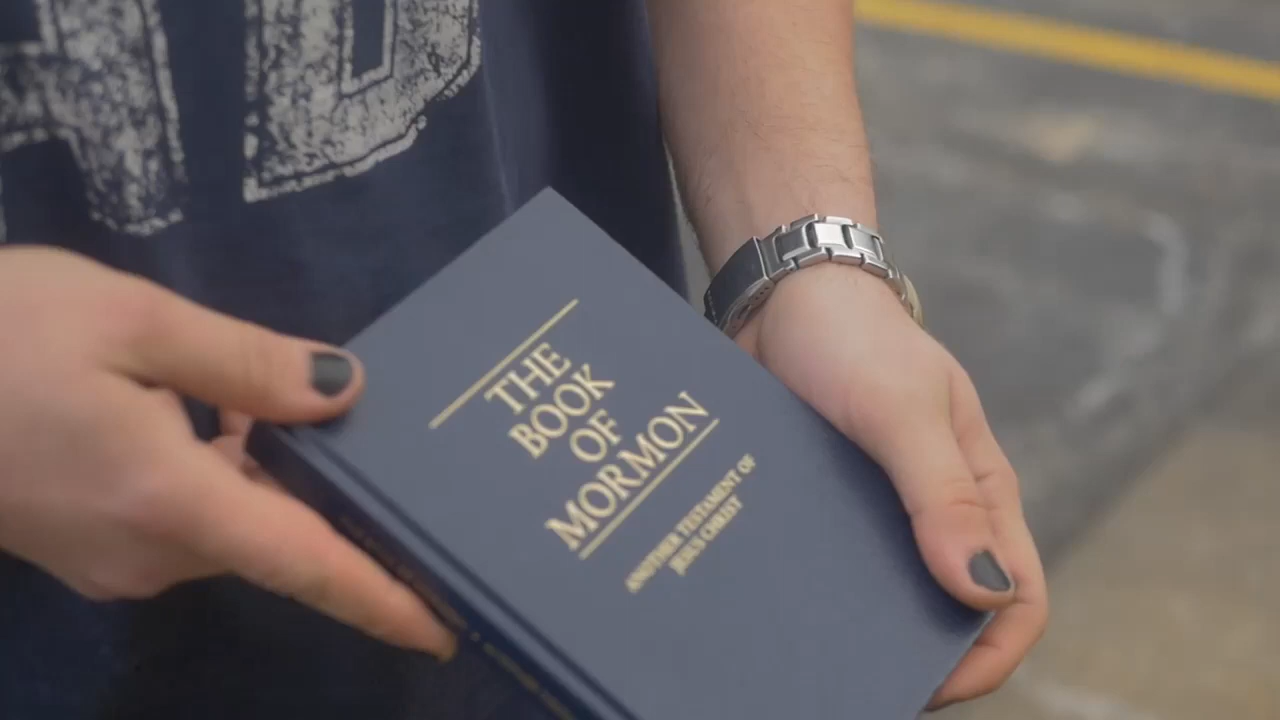 THE
BOOK
OF
MORMON
ANOTHER TESTAMENT OF
JESUS CHRIST